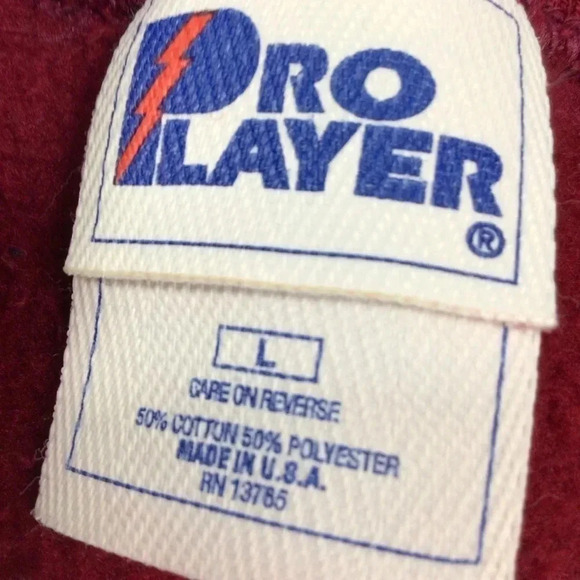 PRO
PLAYER
®
L
CARE ON REVERSE
50% COTTON 50% POLYESTER
MADE IN U.S.A.
RN 13765